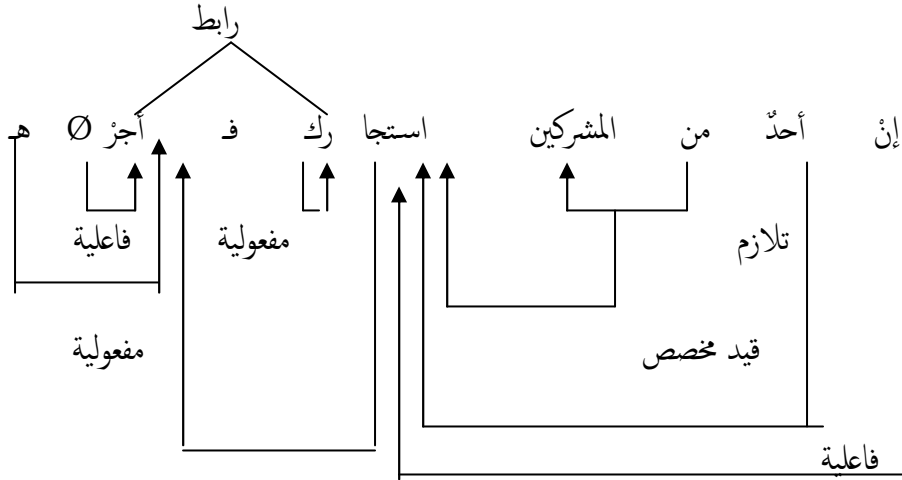 رابط
إنْ أحدٌ من المشركين استجا رك فـ أجرْ Ø هـ
تلازم مفعولية فاعلية
قيد مخصص مفعولية
فاعلية